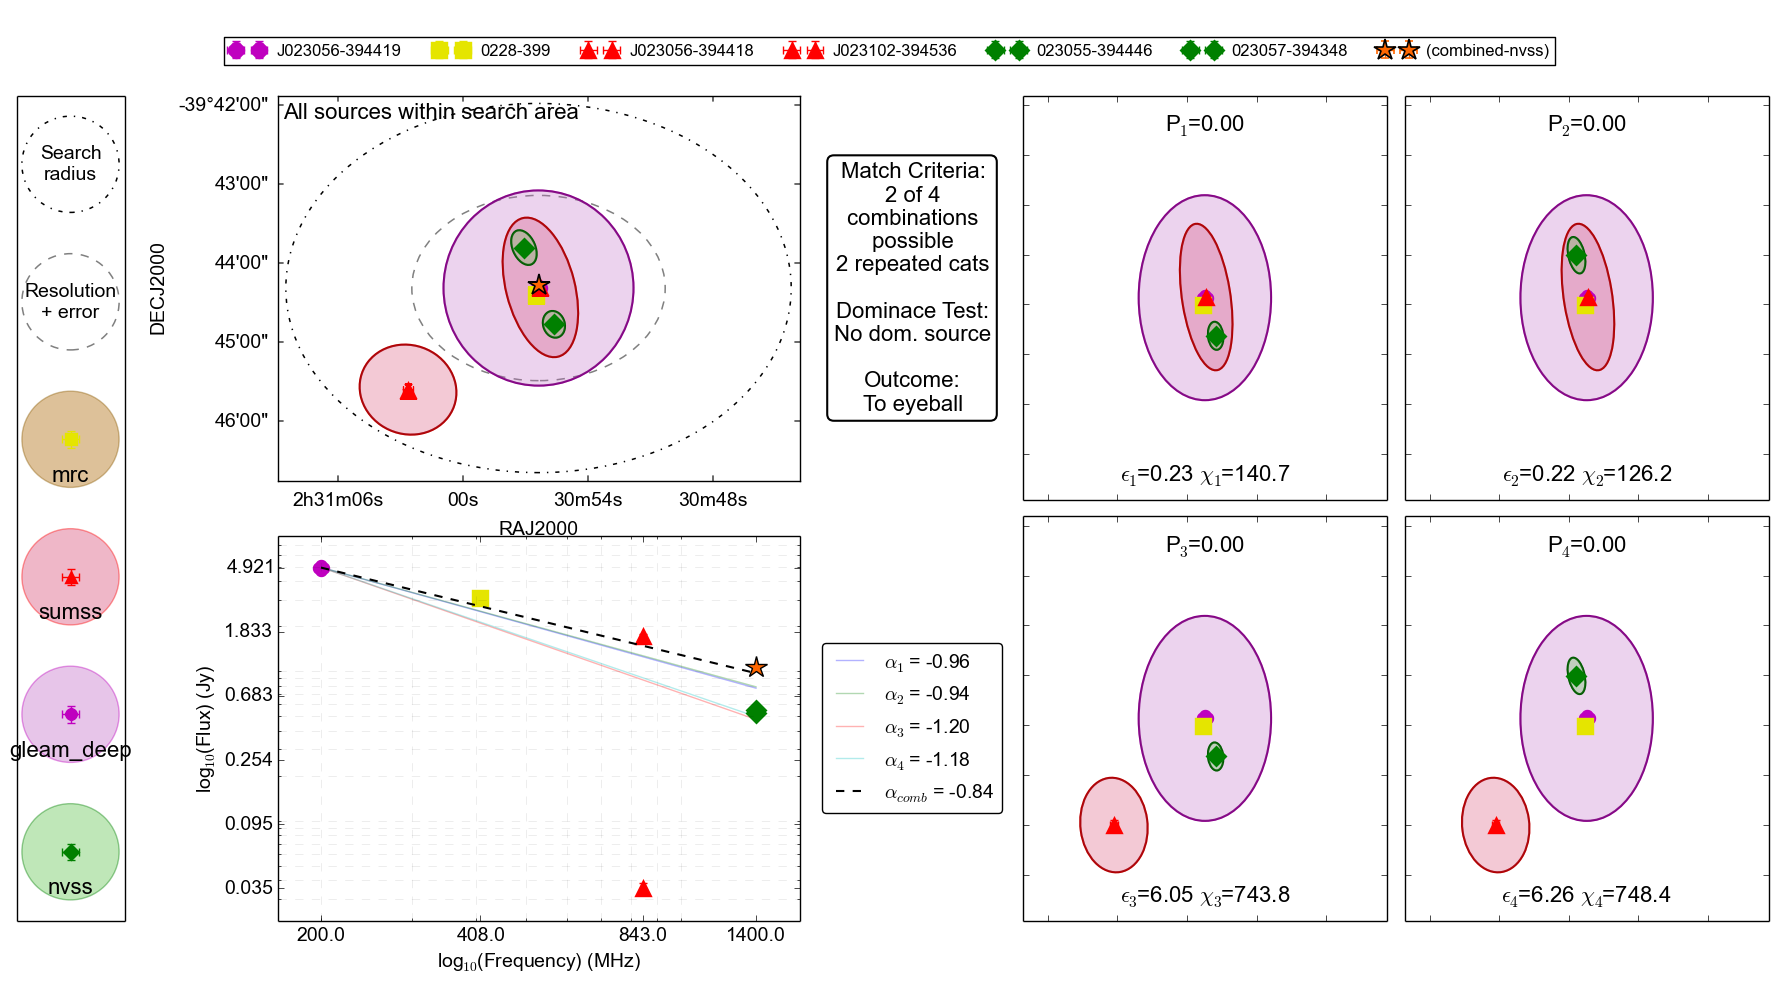 J023056-394419 0228-399 J023056-394418 J023102-394536 023055-394446 023057-394348 (combined-nvss)
Search
radius
Resolution
+ error
mrc
sumss
gleam_deep
nvss
All sources within search area
-39°42'00"
43'00"
44'00"
45'00"
46'00"
DECJ2000
2h31m06s 00s 30m54s 30m48s
RAJ2000
Match Criteria:
2 of 4
combinations
possible
2 repeated cats
Dominace Test:
No dom. source
Outcome:
To eyeball
P1=0.00
ϵ1=0.23 χ1=140.7
P2=0.00
ϵ2=0.22 χ2=126.2
P3=0.00
ϵ3=6.05 χ3=743.8
P4=0.00
ϵ4=6.26 χ4=748.4
4.921
1.833
0.683
0.254
0.095
0.035
log10(Flux) (Jy)
200.0 408.0 843.0 1400.0
log10(Frequency) (MHz)
α1 = -0.96
α2 = -0.94
α3 = -1.20
α4 = -1.18
αcomb = -0.84